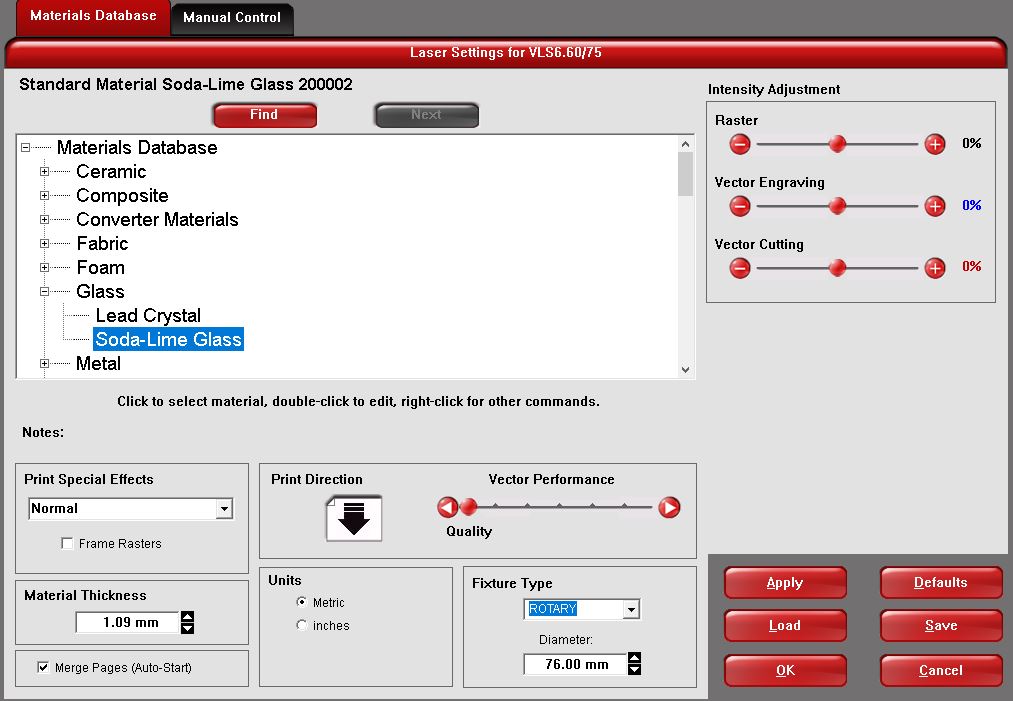 Materials Database
Manual Control
Laser Settings for VLS6.60/75
Standard Material Soda-Lime Glass 200002
Find
Next
Materials Database
Ceramic
Composite
Converter Materials
Fabric
Foam
Glass
Lead Crystal
Soda-Lime Glass
Metal
Click to select material, double-click to edit, right-click for other commands.
Notes:
Intensity Adjustment
Raster
0%
Vector Engraving
0%
Vector Cutting
0%
Print Special Effects
Normal
Frame Rasters
Print Direction
Vector Performance
Quality
Material Thickness
1.09 mm
Merge Pages (Auto-Start)
Units
Metric
inches
Fixture Type
ROTARY
Diameter:
76.00 mm
Apply
Defaults
Load
Save
OK
Cancel